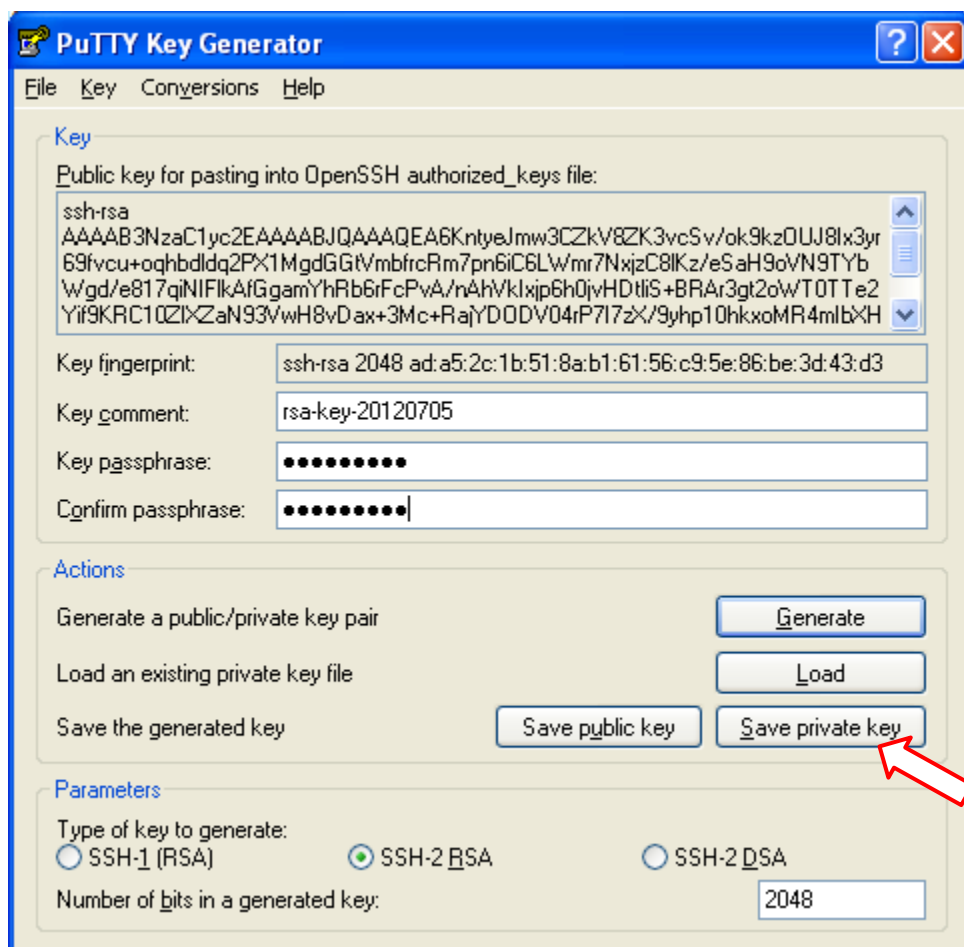 PuTTY Key Generator
File Key Conversions Help
Key
Public key for pasting into OpenSSH authorized_keys file:
ssh-rsa
AAAAB3NzaC1yc2EAAAABJQAAAQEA6KntyeJmw3CZkV8ZK3vcSv/ok9kzOUJ8Ix3yr
69fvcu+oqhbdldq2PX1MgdGGtVmbfrcRm7pn6iC6LWmr7NxjzC8lKz/eSaH9oVN9TYb
Wgd/e817qiNIFlkAfGgamYhRb6rFcPvA/nAhVkIxjp6h0jvHDtliS+BRAr3gt2oWT0TTe2
Yif9KRC10ZlXZaN93VwH8vDax+3Mc+RajYDODV04rP7I7zX/9yhp10hkxoMR4mlbXH
Key fingerprint: ssh-rsa 2048 ad:a5:2c:1b:51:8a:b1:61:56:c9:5e:86:be:3d:43:d3
Key comment: rsa-key-20120705
Key passphrase: ●●●●●●●●●
Confirm passphrase: ●●●●●●●●●
Actions
Generate a public/private key pair Generate
Load an existing private key file Load
Save the generated key Save public key Save private key
Parameters
Type of key to generate:
SSH-1 (RSA) SSH-2 RSA SSH-2 DSA
Number of bits in a generated key: 2048